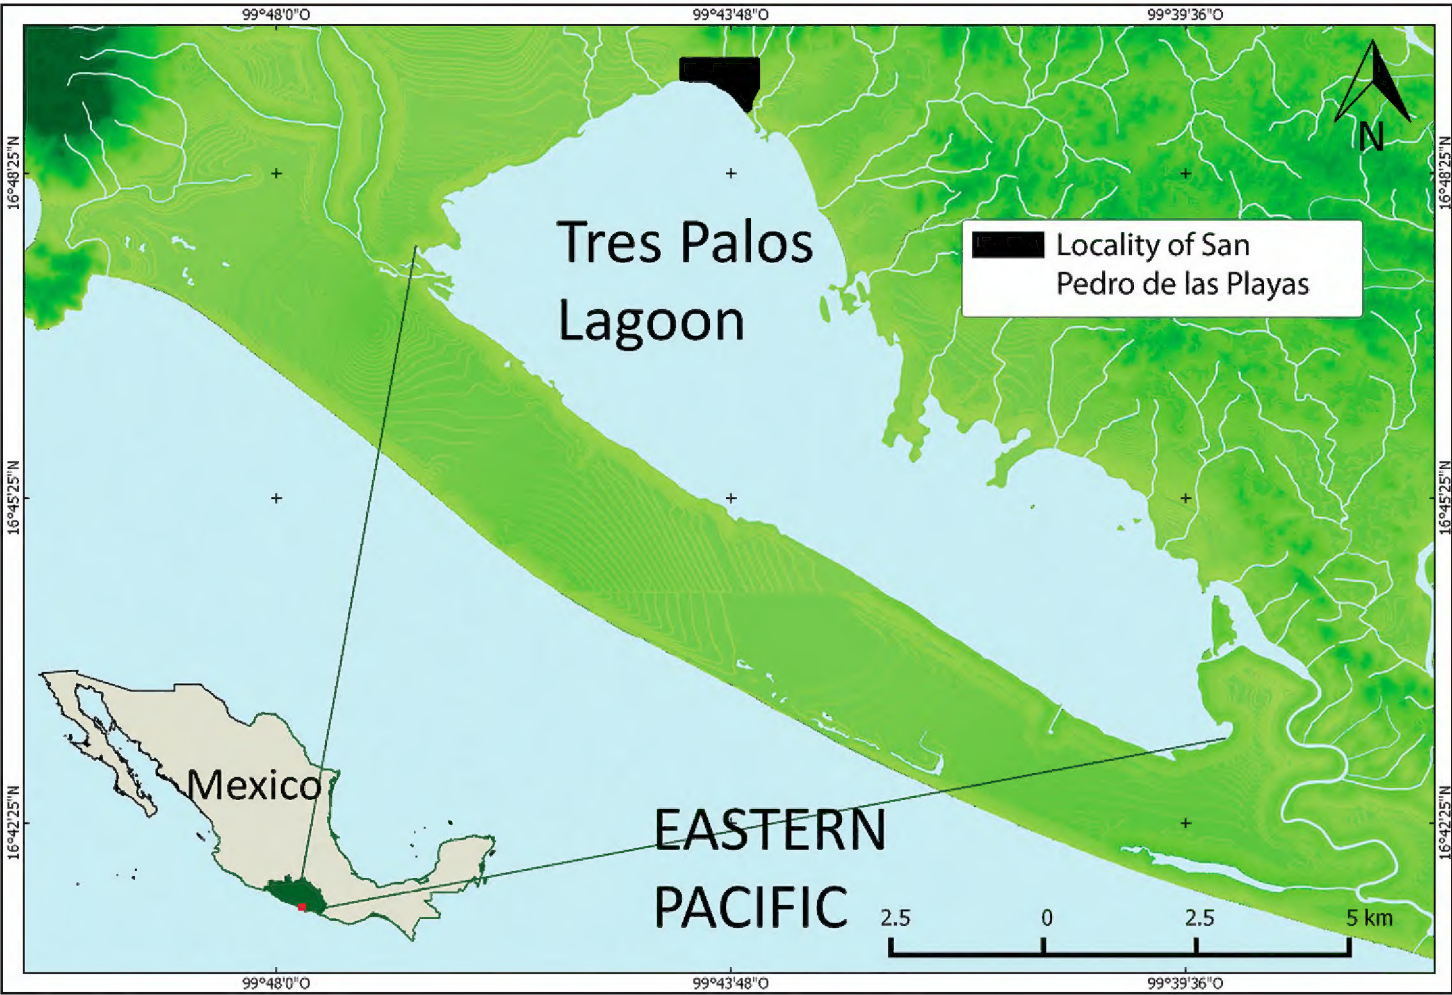 99°48'0"O
99°43'48"O
99°39'36"O
N
16°48'25"N
16°48'25"N
Tres Palos
Lagoon
Locality of San
Pedro de las Playas
16°45'25"N
16°45'25"N
Mexico
16°42'25"N
16°42'25"N
EASTERN
PACIFIC
2.5 0 2.5 5 km
99°48'0"O
99°43'48"O
99°39'36"O